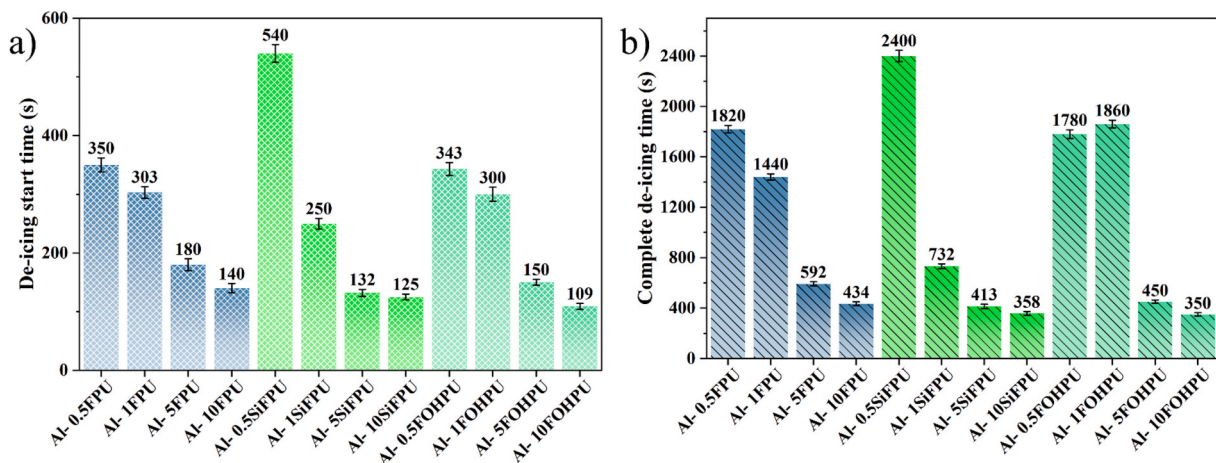 a)
De-icing start time (s)
600
400
200
0
350
303
180
140
540
250
132
125
343
300
150
109
Al- 0.5FPU
Al- 1FPU
Al- 5FPU
Al- 10FPU
Al- 0.5SiFPU
Al- 1SiFPU
Al- 5SiFPU
Al- 10SiFPU
Al- 0.5FOHPU
Al- 1FOHPU
Al- 5FOHPU
Al- 10FOHPU
b)
Complete de-icing time (s)
2400
2000
1600
1200
800
400
0
1820
1440
592
434
2400
732
413
358
1780
1860
450
350
Al- 0.5FPU
Al- 1FPU
Al- 5FPU
Al- 10FPU
Al- 0.5SiFPU
Al- 1SiFPU
Al- 5SiFPU
Al- 10SiFPU
Al- 0.5FOHPU
Al- 1FOHPU
Al- 5FOHPU
Al- 10FOHPU